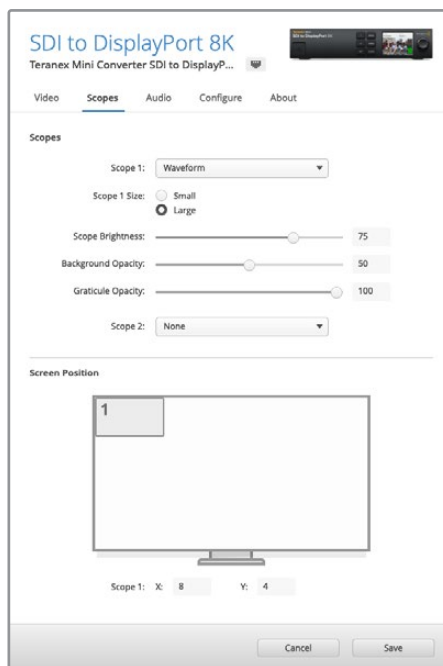 SDI to DisplayPort 8K
Teranex Mini Converter SDI to DisplayP...
Video Scopes Audio Configure About
Scopes
Scope 1: Waveform
Scope 1 Size: Small
Large
Scope Brightness: 75
Background Opacity: 50
Graticule Opacity: 100
Scope 2: None
Screen Position
1
Scope 1: X: 8 Y: 4
Cancel Save